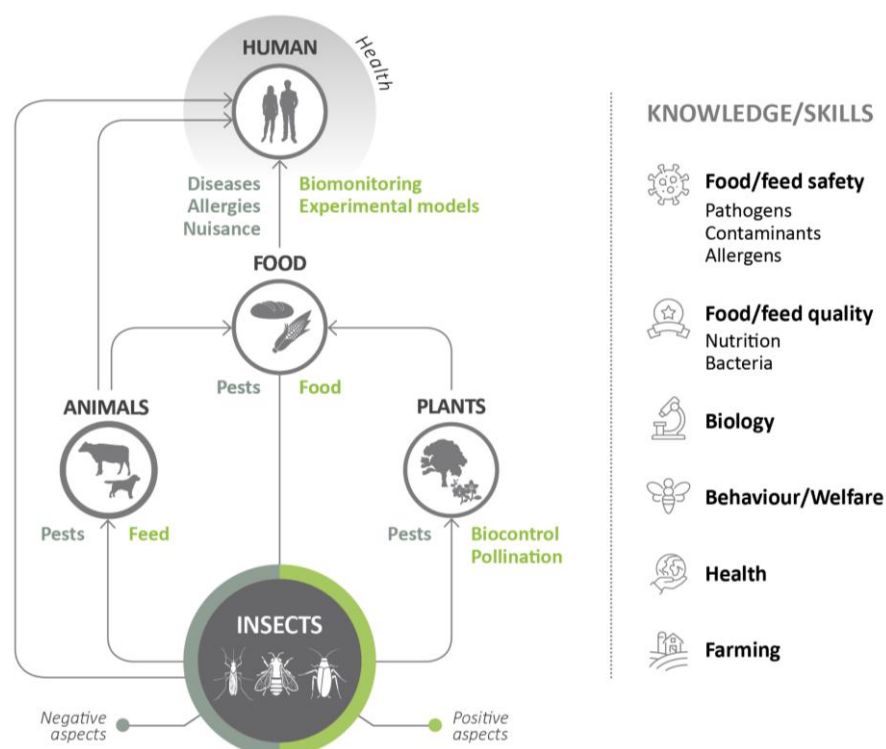 HUMAN
Health
Diseases
Allergies
Nuisance
Biomonitoring
Experimental models
FOOD
Pests
Food
ANIMALS
Pests
Feed
PLANTS
Pests
Biocontrol
Pollination
INSECTS
Negative
aspects
Positive
aspects
KNOWLEDGE/SKILLS
Food/feed safety
Pathogens
Contaminants
Allergens
Food/feed quality
Nutrition
Bacteria
Biology
Behaviour/Welfare
Health
Farming